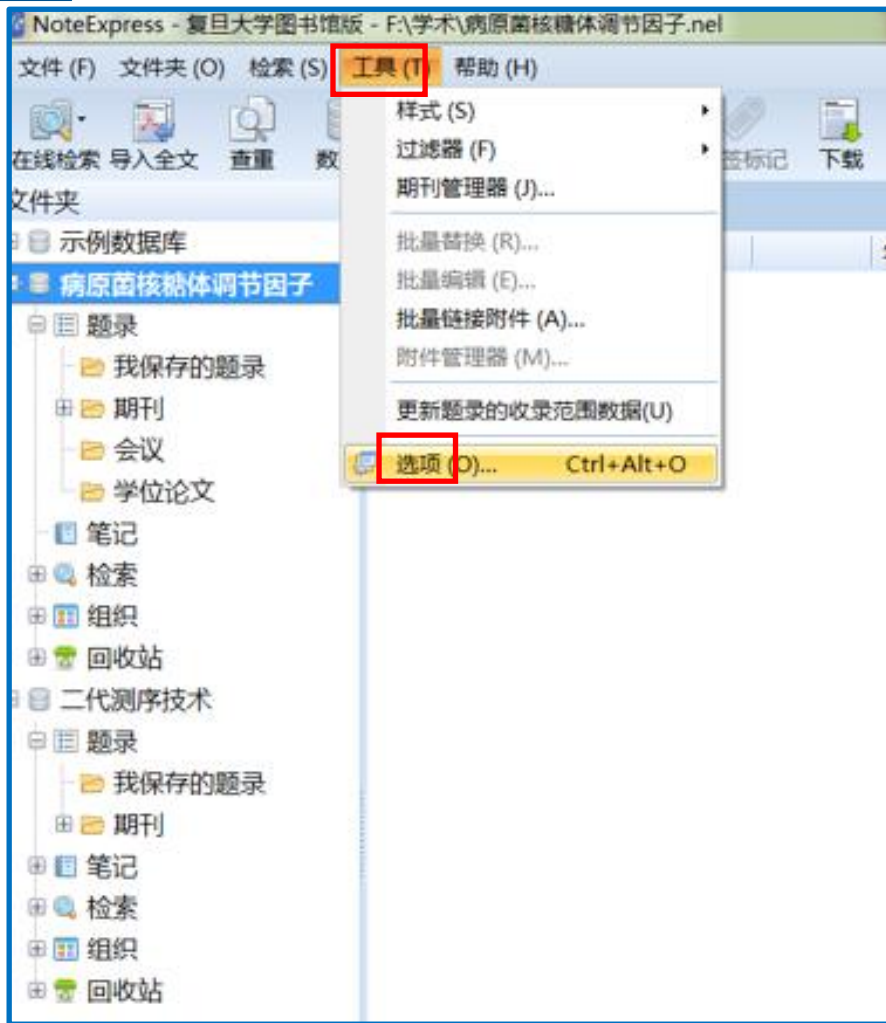 NoteExpress - 复旦大学图书馆版 - F:\学术\病原菌核糖体调节因子.nel
文件 (F) 文件夹 (O) 检索 (S) 工具 (T) 帮助 (H)
在线检索 导入全文 查重 数 签标记 下载
文件夹
示例数据库
病原菌核糖体调节因子
题录
我保存的题录
期刊
会议
学位论文
笔记
检索
组织
回收站
二代测序技术
题录
我保存的题录
期刊
笔记
检索
组织
回收站
样式 (S)
过滤器 (F)
期刊管理器 (J)...
批量替换 (R)...
批量编辑 (E)...
批量链接附件 (A)...
附件管理器 (M)...
更新题录的收录范围数据(U)
选项 (O)... Ctrl+Alt+O